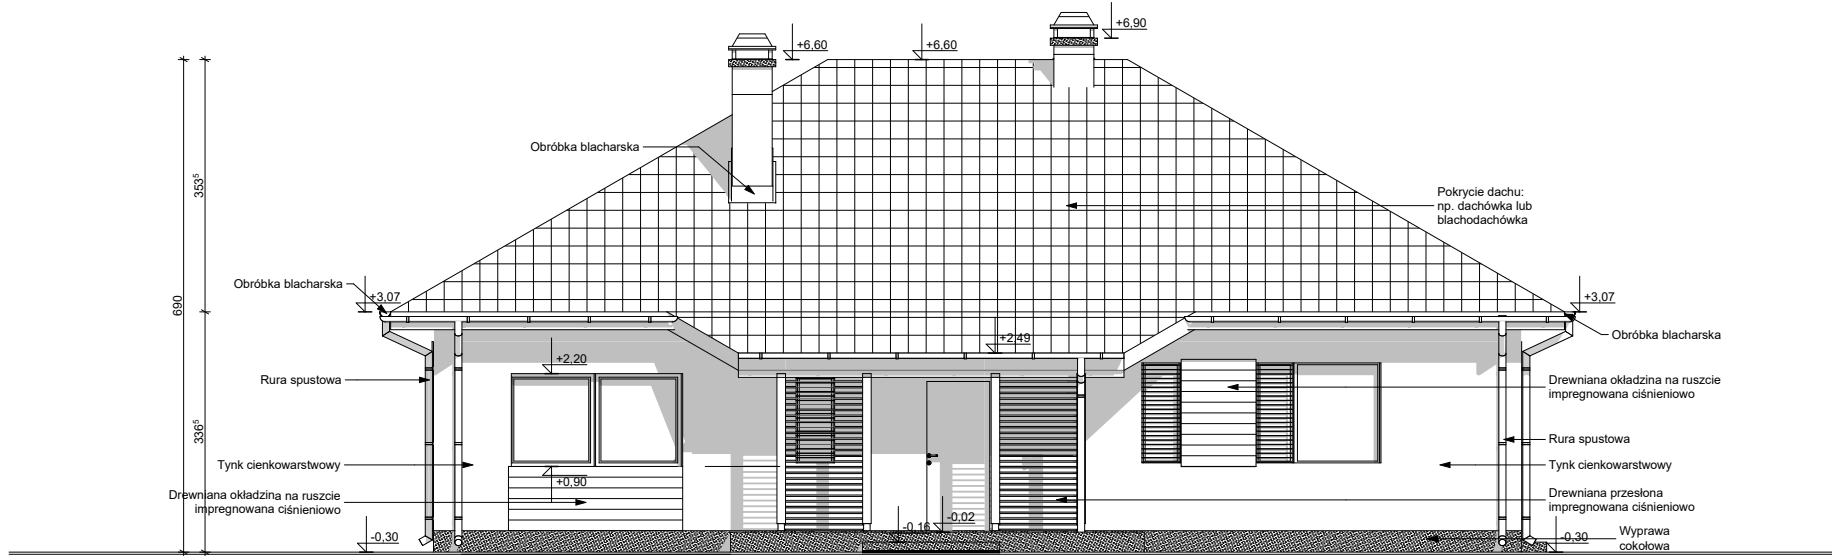 +6,90
+6,60
+6,60
Obróbka blacharska
353⁵
Pokrycie dachu:
np. dachówka lub
blachodachówka
Obróbka blacharska
+3,07
+3,07
690
Obróbka blacharska
+2,49
+2,20
Rura spustowa
Drewniana okładzina na ruszcie
impregnowana ciśnieniowo
336⁵
Rura spustowa
Tynk cienkowarstwowy
Tynk cienkowarstwowy
+0,90
Drewniana okładzina na ruszcie
impregnowana ciśnieniowo
Drewniana przesłona
impregnowana ciśnieniowo
-0,02
-0,16
-0,30
-0,30
Wyprawa
cokołowa